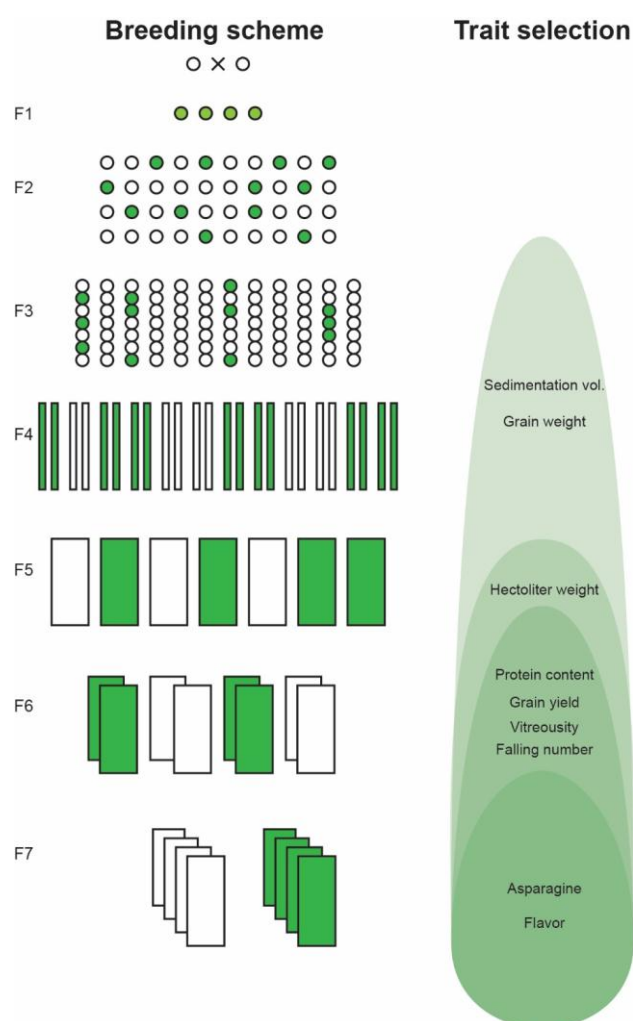 Breeding scheme
Trait selection
F1
F2
F3
Sedimentation vol.
Grain weight
F4
F5
Hectoliter weight
Protein content
F6
Grain yield
Vitreousity
Falling number
F7
Asparagine
Flavor